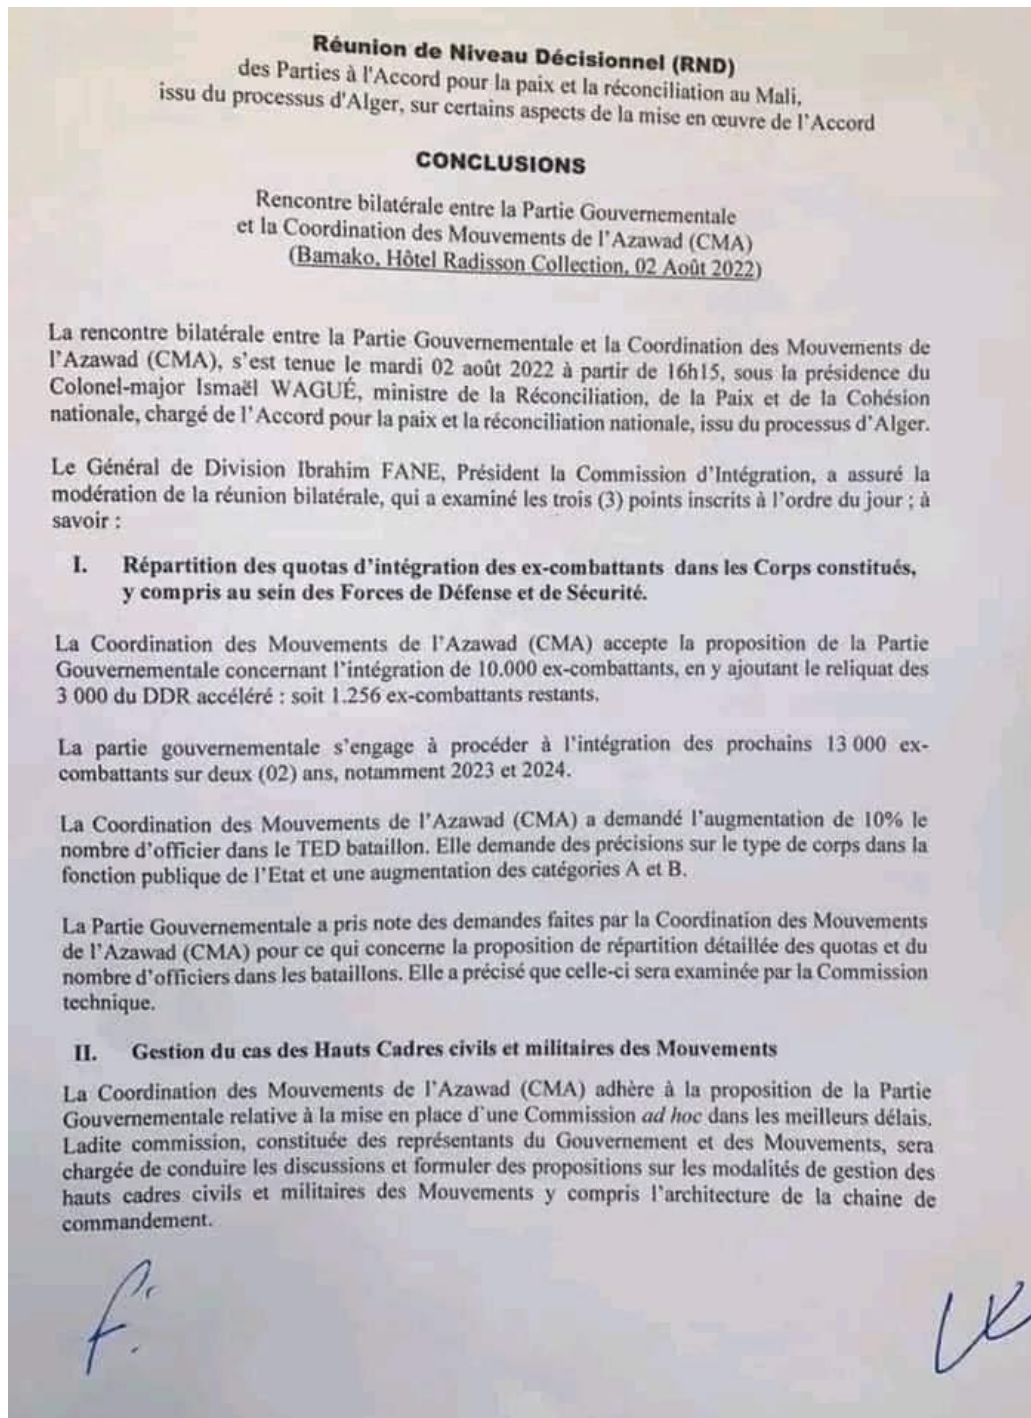 Réunion de Niveau Décisionnel (RND)
des Parties à l'Accord pour la paix et la réconciliation au Mali,
issu du processus d'Alger, sur certains aspects de la mise en œuvre de l'Accord
CONCLUSIONS
Rencontre bilatérale entre la Partie Gouvernementale
et la Coordination des Mouvements de l'Azawad (CMA)
(Bamako, Hôtel Radisson Collection, 02 Août 2022)
La rencontre bilatérale entre la Partie Gouvernementale et la Coordination des Mouvements de
l'Azawad (CMA), s'est tenue le mardi 02 août 2022 à partir de 16h15, sous la présidence du
Colonel-major Ismaël WAGUÉ, ministre de la Réconciliation, de la Paix et de la Cohésion
nationale, chargé de l'Accord pour la paix et la réconciliation nationale, issu du processus d'Alger.
Le Général de Division Ibrahim FANE, Président la Commission d'Intégration, a assuré la
modération de la réunion bilatérale, qui a examiné les trois (3) points inscrits à l'ordre du jour ; à
savoir :
I. Répartition des quotas d'intégration des ex-combattants dans les Corps constitués,
y compris au sein des Forces de Défense et de Sécurité.
La Coordination des Mouvements de l'Azawad (CMA) accepte la proposition de la Partie
Gouvernementale concernant l'intégration de 10.000 ex-combattants, en y ajoutant le reliquat des
3 000 du DDR accéléré : soit 1.256 ex-combattants restants.
La partie gouvernementale s'engage à procéder à l'intégration des prochains 13 000 ex-
combattants sur deux (02) ans, notamment 2023 et 2024.
La Coordination des Mouvements de l'Azawad (CMA) a demandé l'augmentation de 10% le
nombre d'officier dans le TED bataillon. Elle demande des précisions sur le type de corps dans la
fonction publique de l'Etat et une augmentation des catégories A et B.
La Partie Gouvernementale a pris note des demandes faites par la Coordination des Mouvements
de l'Azawad (CMA) pour ce qui concerne la proposition de répartition détaillée des quotas et du
nombre d'officiers dans les bataillons. Elle a précisé que celle-ci sera examinée par la Commission
technique.
II. Gestion du cas des Hauts Cadres civils et militaires des Mouvements
La Coordination des Mouvements de l'Azawad (CMA) adhère à la proposition de la Partie
Gouvernementale relative à la mise en place d'une Commission ad hoc dans les meilleurs délais.
Ladite commission, constituée des représentants du Gouvernement et des Mouvements, sera
chargée de conduire les discussions et formuler des propositions sur les modalités de gestion des
hauts cadres civils et militaires des Mouvements y compris l'architecture de la chaine de
commandement.